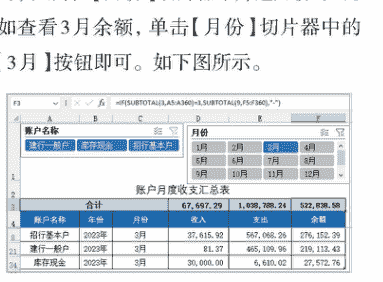 如查看3月余额，单击【月份】切片器中的
【3月】按钮即可。如下图所示。
F3 fx =IF(SUBTOTAL(3,A5:A360)=3,SUBTOTAL(9,F5:F360),"-")
A B C D E F
账户名称 月份
建行一般户 库存现金 招行基本户
1月 2月 3月 4月
5月 6月 7月 8月
9月 10月 11月 12月
1
2 账户月度收支汇总表
3 合计 67,697.29 1,038,788.24 522,838.58
4 账户名称 年份 月份 收入 支出 余额
招行基本户 2023年 3月 37,615.92 567,068.26 276,152.39
21 建行一般户 2023年 3月 81.37 465,109.96 219,113.43
库存现金 2023年 3月 30,000.00 6,610.02 27,572.76